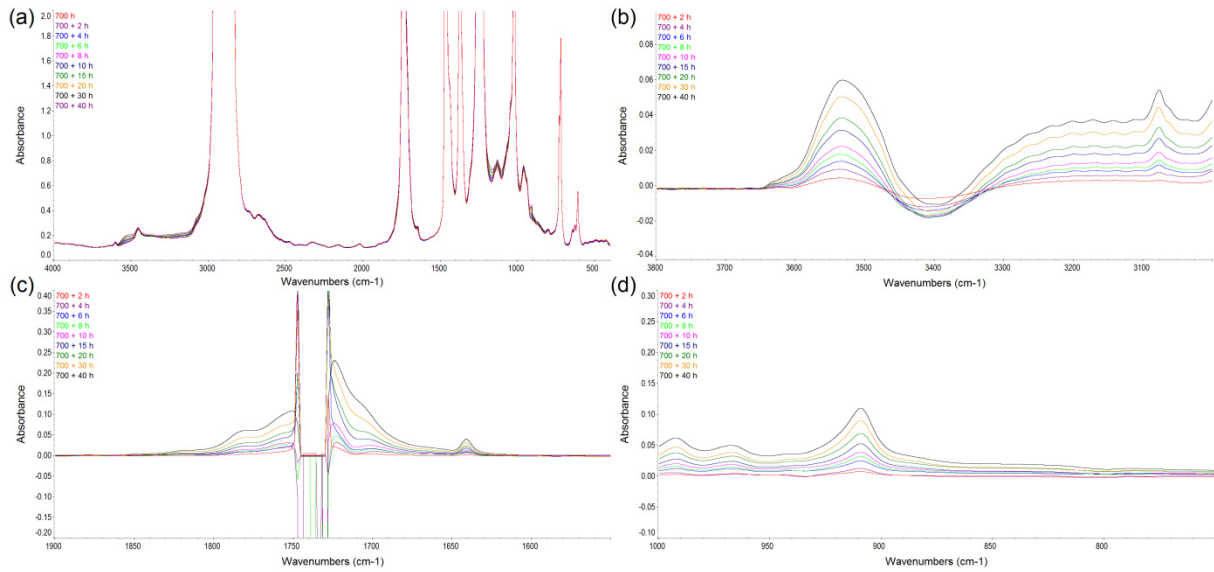 (a)
700 h
700 + 2 h
700 + 4 h
700 + 6 h
700 + 8 h
700 + 10 h
700 + 15 h
700 + 20 h
700 + 30 h
700 + 40 h
Absorbance
2.0
1.8
1.6
1.4
1.2
1.0
0.8
0.6
0.4
0.2
0.0
4000 3500 3000 2500 2000 1500 1000 500
Wavenumbers (cm-1)
(b)
700 + 2 h
700 + 4 h
700 + 6 h
700 + 8 h
700 + 10 h
700 + 15 h
700 + 20 h
700 + 30 h
700 + 40 h
Absorbance
0.08
0.06
0.04
0.02
0.00
-0.02
-0.04
3800 3700 3600 3500 3400 3300 3200 3100
Wavenumbers (cm-1)
(c)
700 + 2 h
700 + 4 h
700 + 6 h
700 + 8 h
700 + 10 h
700 + 15 h
700 + 20 h
700 + 30 h
700 + 40 h
Absorbance
0.40
0.35
0.30
0.25
0.20
0.15
0.10
0.05
0.00
-0.05
-0.10
-0.15
-0.20
1900 1800 1700 1600
Wavenumbers (cm-1)
(d)
700 + 2 h
700 + 4 h
700 + 6 h
700 + 8 h
700 + 10 h
700 + 15 h
700 + 20 h
700 + 30 h
700 + 40 h
Absorbance
0.30
0.25
0.20
0.15
0.10
0.05
0.00
-0.05
-0.10
1000 950 900 850 800
Wavenumbers (cm-1)